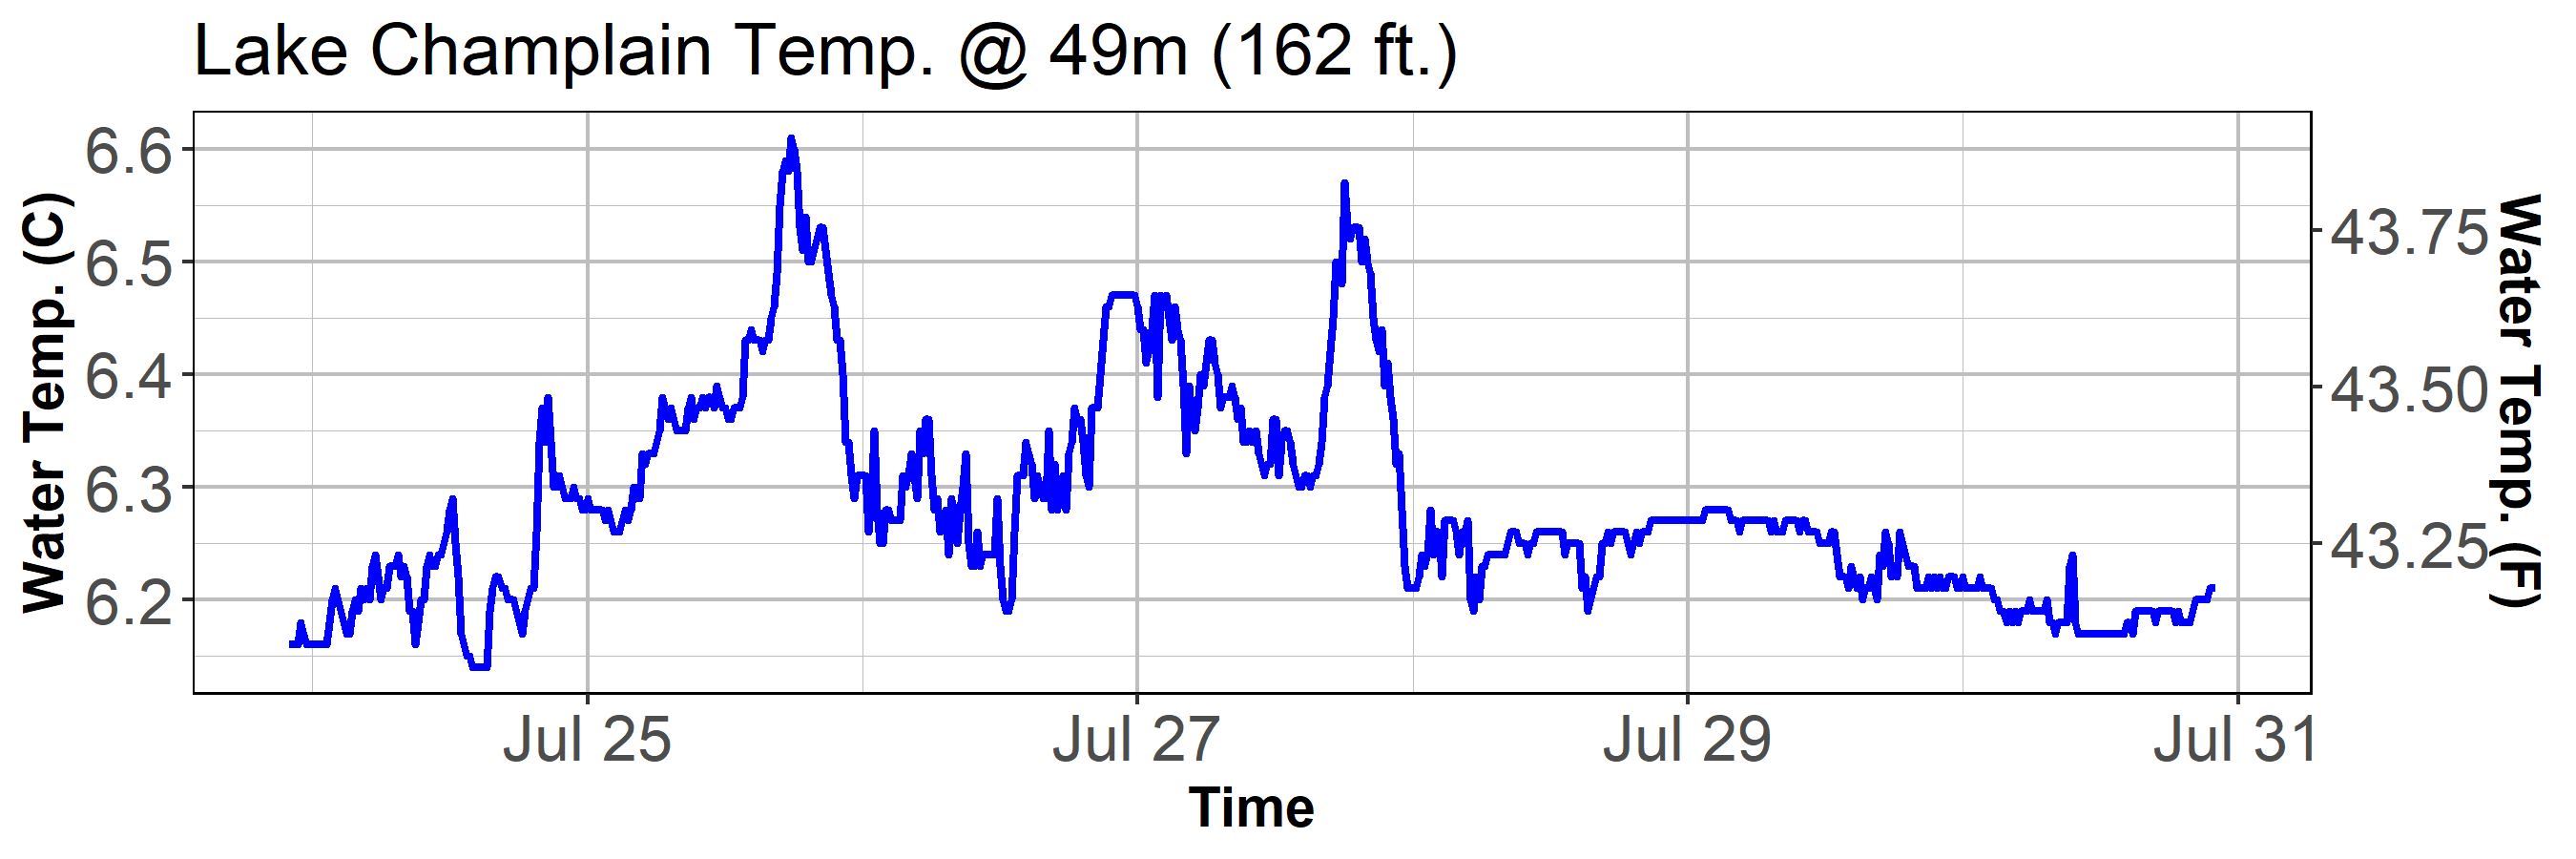 Lake Champlain Temp. @ 49m (162 ft.)
Water Temp. (C)
6.6
6.5
6.4
6.3
6.2
43.75
43.50
43.25
Water Temp. (F)
Jul 25 Jul 27 Jul 29 Jul 31
Time